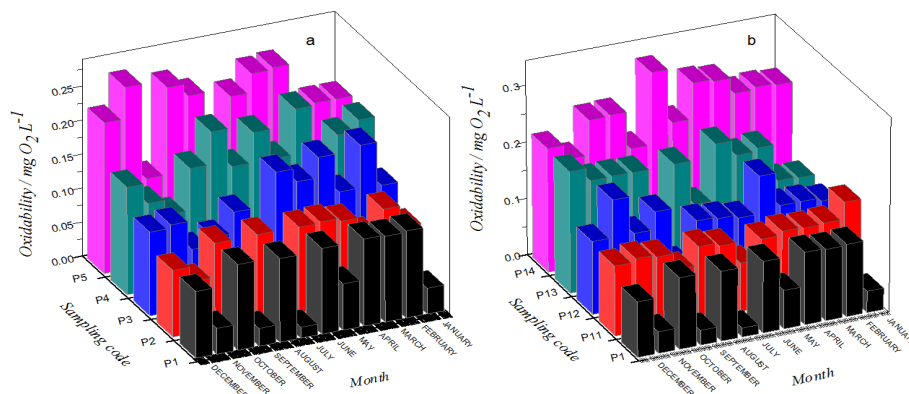 a
Oxidability / mg O2 L-1
0.25
0.20
0.15
0.10
0.05
0.00
P5
P4
P3
P2
P1
Sampling code
DECEMBER
NOVEMBER
OCTOBER
SEPTEMBER
AUGUST
JULY
JUNE
MAY
APRIL
MARCH
FEBRUARY
JANUARY
Month
b
Oxidability / mg O2 L-1
0.3
0.2
0.1
0.0
P14
P13
P12
P11
P1
Sampling code
DECEMBER
NOVEMBER
OCTOBER
SEPTEMBER
AUGUST
JULY
JUNE
MAY
APRIL
MARCH
FEBRUARY
JANUARY
Month